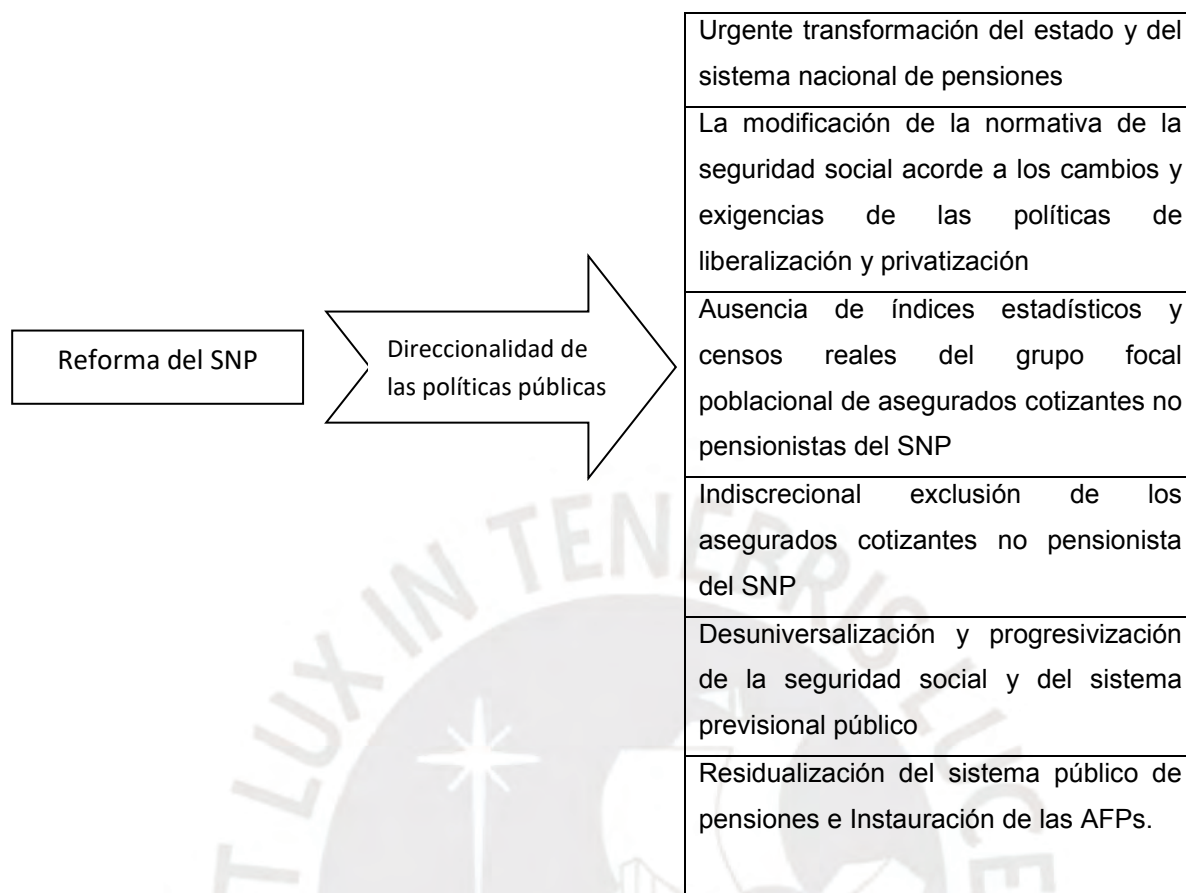 Reforma del SNP
Direccionalidad de
las políticas públicas
Urgente transformación del estado y del
sistema nacional de pensiones
La modificación de la normativa de la
seguridad social acorde a los cambios y
exigencias de las políticas de
liberalización y privatización
Ausencia de índices estadísticos y
censos reales del grupo focal
poblacional de asegurados cotizantes no
pensionistas del SNP
Indiscrecional exclusión de los
asegurados cotizantes no pensionista
del SNP
Desuniversalización y progresivización
de la seguridad social y del sistema
previsional público
Residualización del sistema público de
pensiones e Instauración de las AFPs.
LUX IN TENEBRIS LUCE